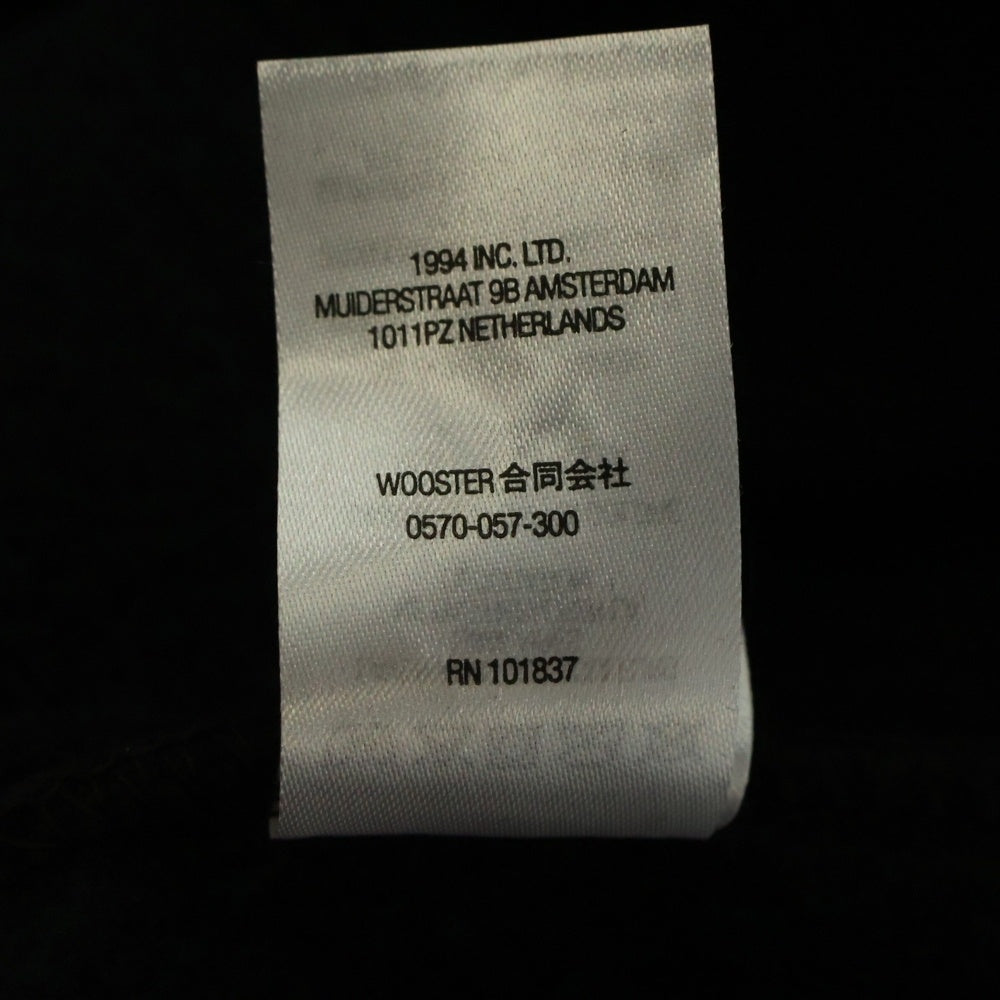 1994 INC. LTD.
MUIDERSTRAAT 9B AMSTERDAM
1011PZ NETHERLANDS
WOOSTER 合同会社
0570-057-300
RN 101837